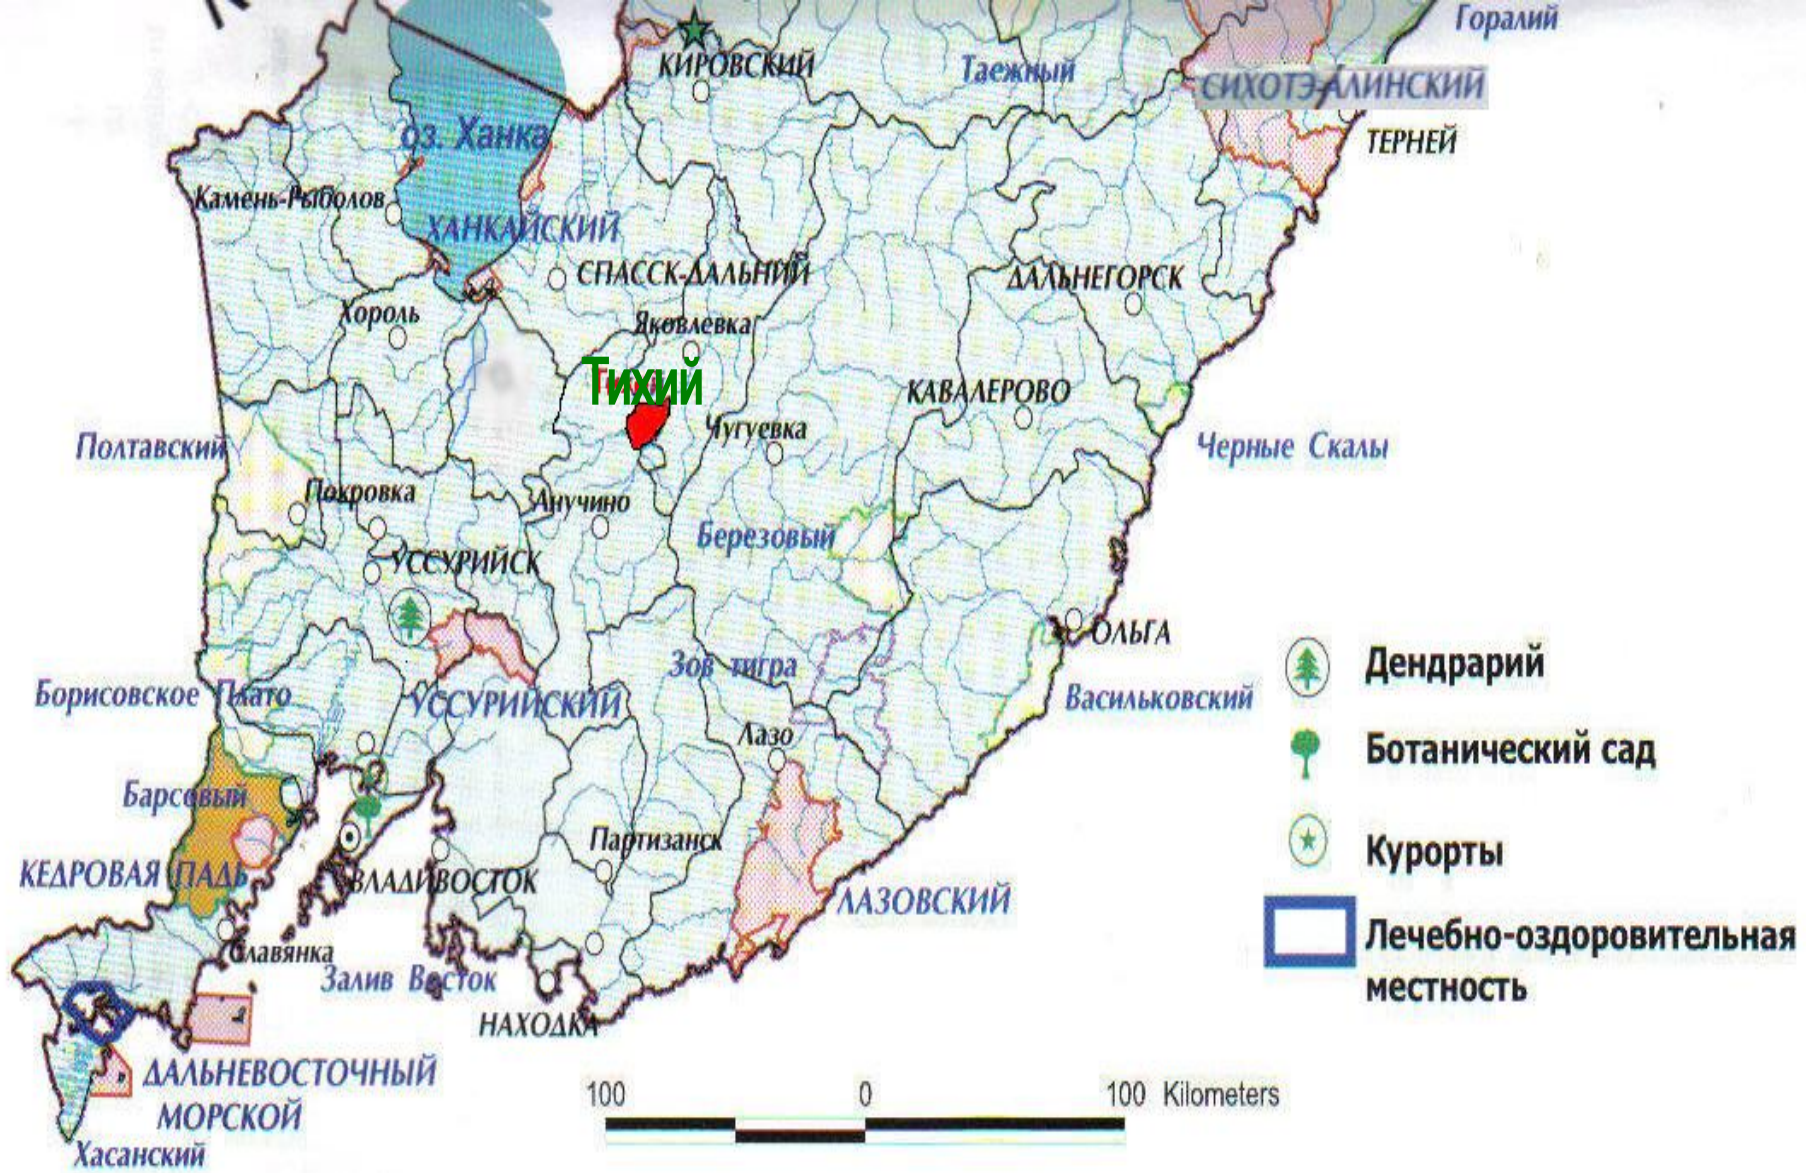 Горалий
КИРОВСКИЙ
Таежный
СИХОТЭ-АЛИНСКИЙ
оз. Ханка
ТЕРНЕЙ
Камень-Рыболов
ХАНКАЙСКИЙ
СПАССК-ДАЛЬНИЙ
ДАЛЬНЕГОРСК
Хороль
Яковлевка
Тихий
КАВАЛЕРОВО
Чугуевка
Полтавский
Черные Скалы
Покровка
Анучино
Березовый
УССУРИЙСК
ОЛЬГА
Зов тигра
Дендрарий
Борисовское Плато
УССУРИЙСКИЙ
Васильковский
Лазо
Ботанический сад
Барсовый
Партизанск
Курорты
КЕДРОВАЯ ПАДЬ
ВЛАДИВОСТОК
ЛАЗОВСКИЙ
Лечебно-оздоровительная
местность
Славянка
Залив Восток
НАХОДКА
ДАЛЬНЕВОСТОЧНЫЙ
МОРСКОЙ
Хасанский
100 0 100 Kilometers